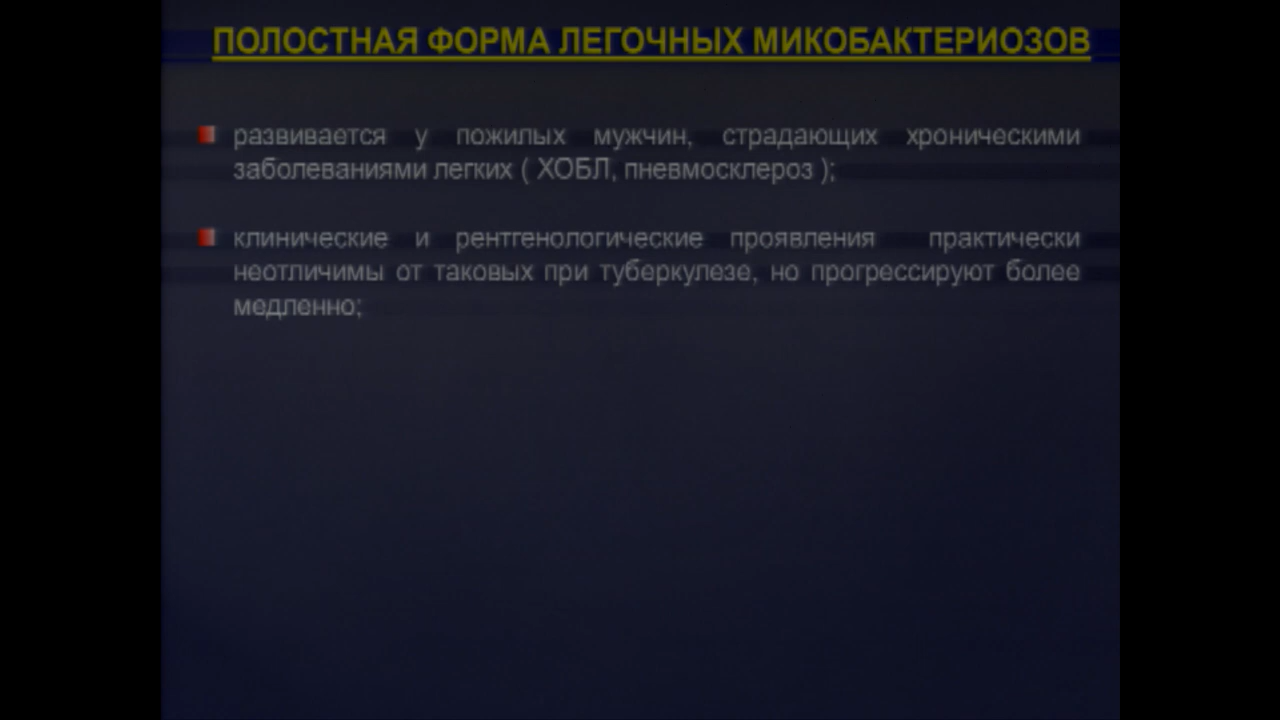 ПОЛОСТНАЯ ФОРМА ЛЕГОЧНЫХ МИКОБАКТЕРИОЗОВ
развивается у пожилых мужчин, страдающих хроническими
заболеваниями легких ( ХОБЛ, пневмосклероз );
клинические и рентгенологические проявления практически
неотличимы от таковых при туберкулезе, но прогрессируют более
медленно;